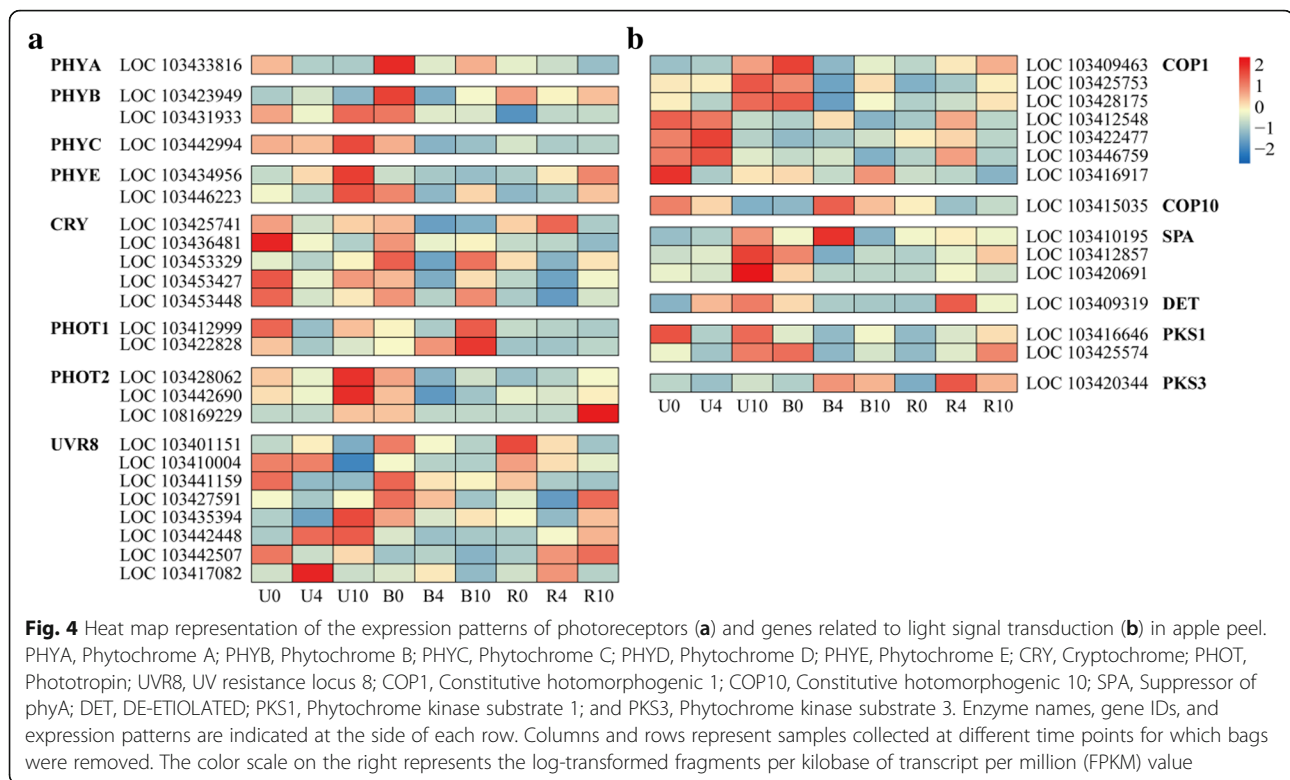 a
PHYA LOC 103433816
PHYB LOC 103423949
LOC 103431933
PHYC LOC 103442994
PHYE LOC 103434956
LOC 103446223
CRY LOC 103425741
LOC 103436481
LOC 103453329
LOC 103453427
LOC 103453448
PHOT1 LOC 103412999
LOC 103422828
PHOT2 LOC 103428062
LOC 103442690
LOC 108169229
UVR8 LOC 103401151
LOC 103410004
LOC 103441159
LOC 103427591
LOC 103435394
LOC 103442448
LOC 103442507
LOC 103417082
U0 U4 U10 B0 B4 B10 R0 R4 R10
b
LOC 103409463 COP1
LOC 103425753
LOC 103428175
LOC 103412548
LOC 103422477
LOC 103446759
LOC 103416917
LOC 103415035 COP10
LOC 103410195 SPA
LOC 103412857
LOC 103420691
LOC 103409319 DET
LOC 103416646 PKS1
LOC 103425574
LOC 103420344 PKS3
U0 U4 U10 B0 B4 B10 R0 R4 R10
2
1
0
−1
−2
Fig. 4 Heat map representation of the expression patterns of photoreceptors (a) and genes related to light signal transduction (b) in apple peel.
PHYA, Phytochrome A; PHYB, Phytochrome B; PHYC, Phytochrome C; PHYD, Phytochrome D; PHYE, Phytochrome E; CRY, Cryptochrome; PHOT,
Phototropin; UVR8, UV resistance locus 8; COP1, Constitutive hotomorphogenic 1; COP10, Constitutive hotomorphogenic 10; SPA, Suppressor of
phyA; DET, DE-ETIOLATED; PKS1, Phytochrome kinase substrate 1; and PKS3, Phytochrome kinase substrate 3. Enzyme names, gene IDs, and
expression patterns are indicated at the side of each row. Columns and rows represent samples collected at different time points for which bags
were removed. The color scale on the right represents the log-transformed fragments per kilobase of transcript per million (FPKM) value